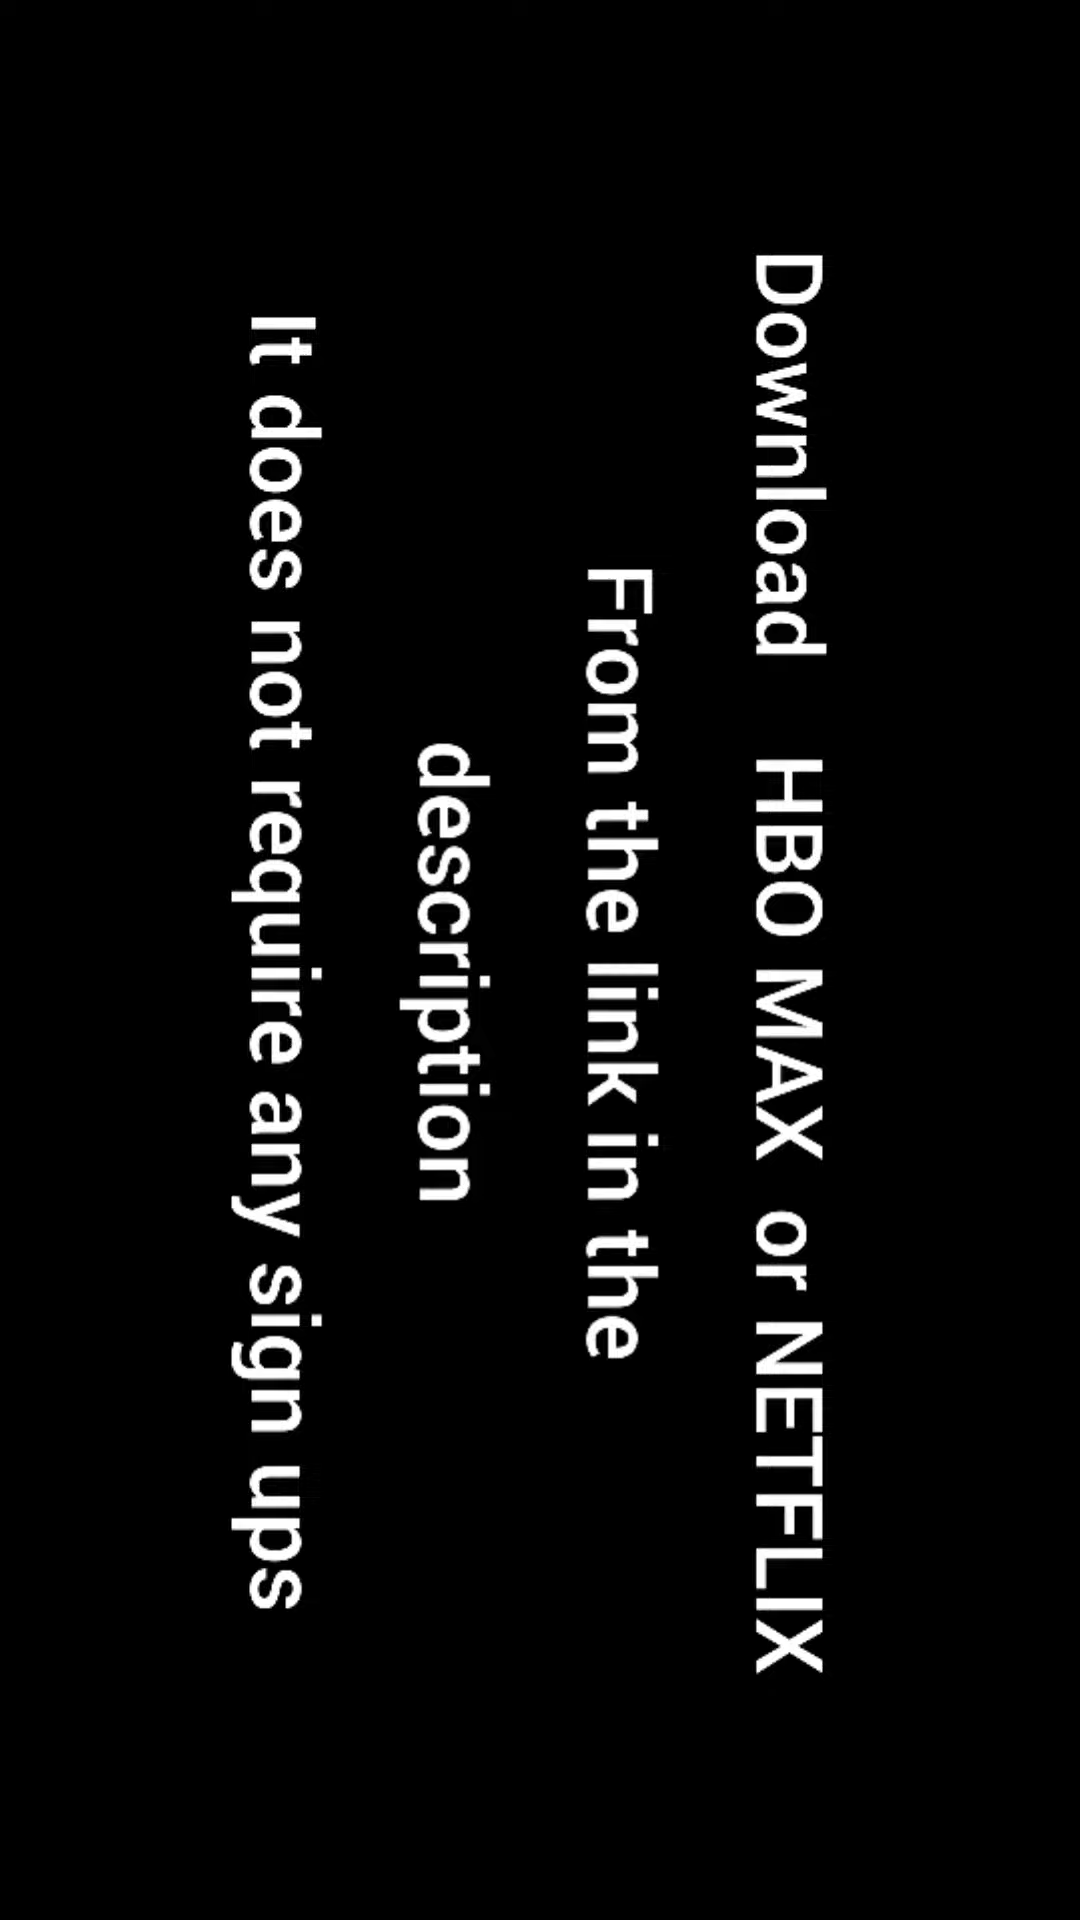 Download HBO MAX or NETFLIX
From the link in the
description
It does not require any sign ups